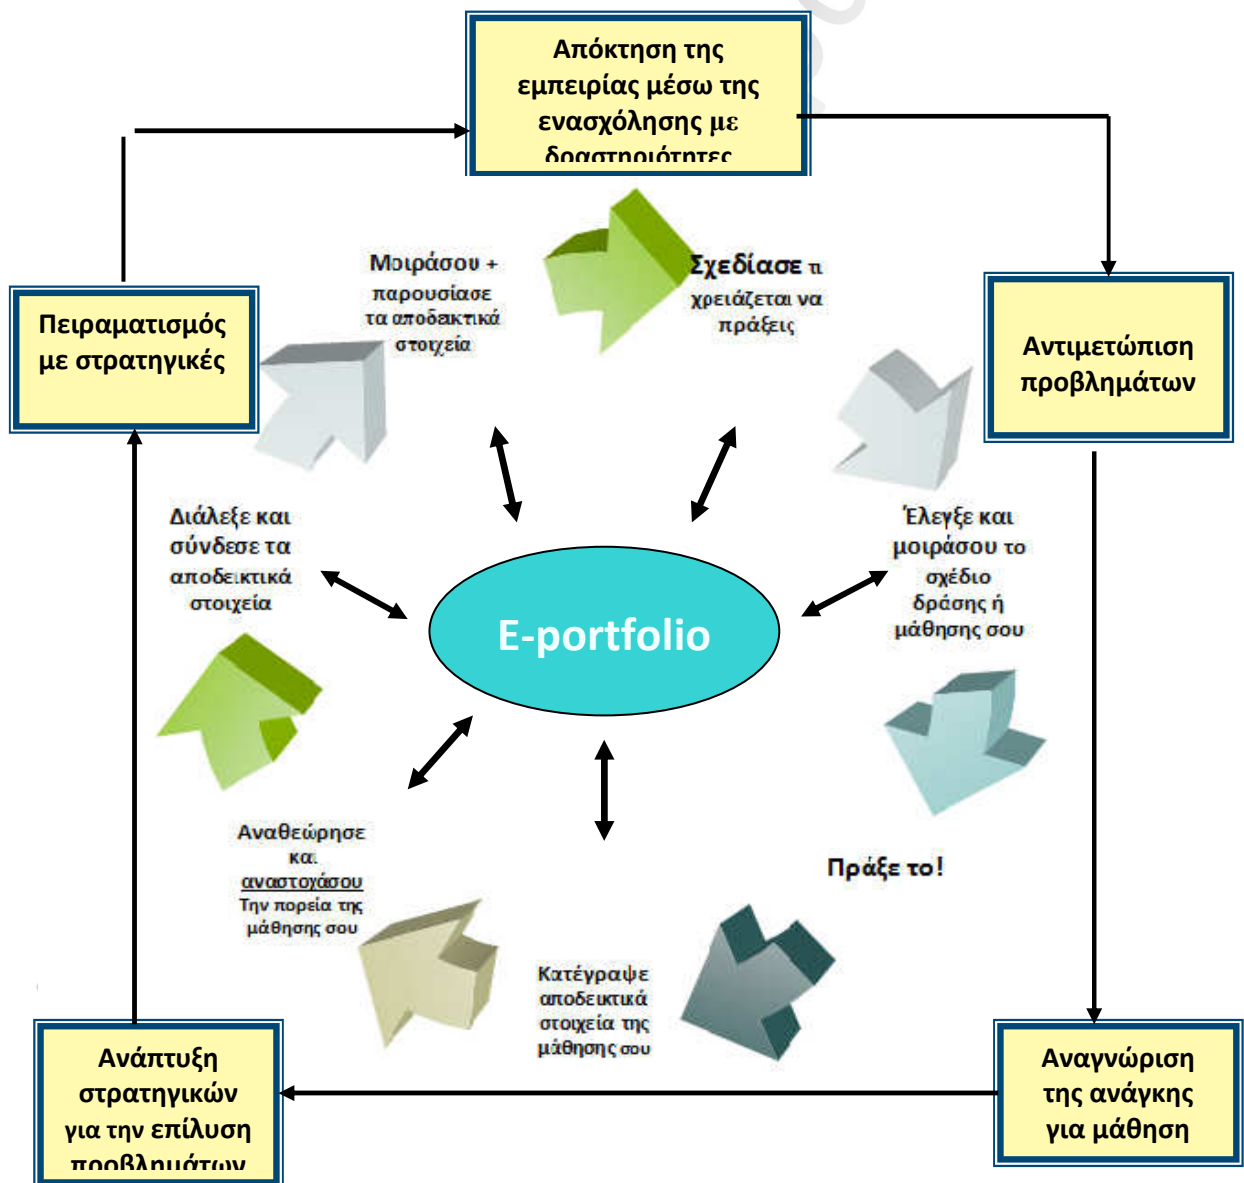 Απόκτηση της
εμπειρίας μέσω της
ενασχόλησης με
δραστηριότητες
Μοιράσου +
παρουσίασε
τα αποδεικτικά
στοιχεία
Σχεδίασε τι
χρειάζεται να
πράξεις
Πειραματισμός
με στρατηγικές
Αντιμετώπιση
προβλημάτων
Διάλεξε και
σύνδεσε τα
αποδεικτικά
στοιχεία
Έλεγξε και
μοιράσου το
σχέδιο
δράσης ή
μάθησης σου
E-portfolio
Αναθεώρησε
και
αναστοχάσου
Την πορεία της
μάθησης σου
Πράξε το!
Κατέγραψε
αποδεικτικά
στοιχεία της
μάθησης σου
Ανάπτυξη
στρατηγικών
για την επίλυση
προβλημάτων
Αναγνώριση
της ανάγκης
για μάθηση